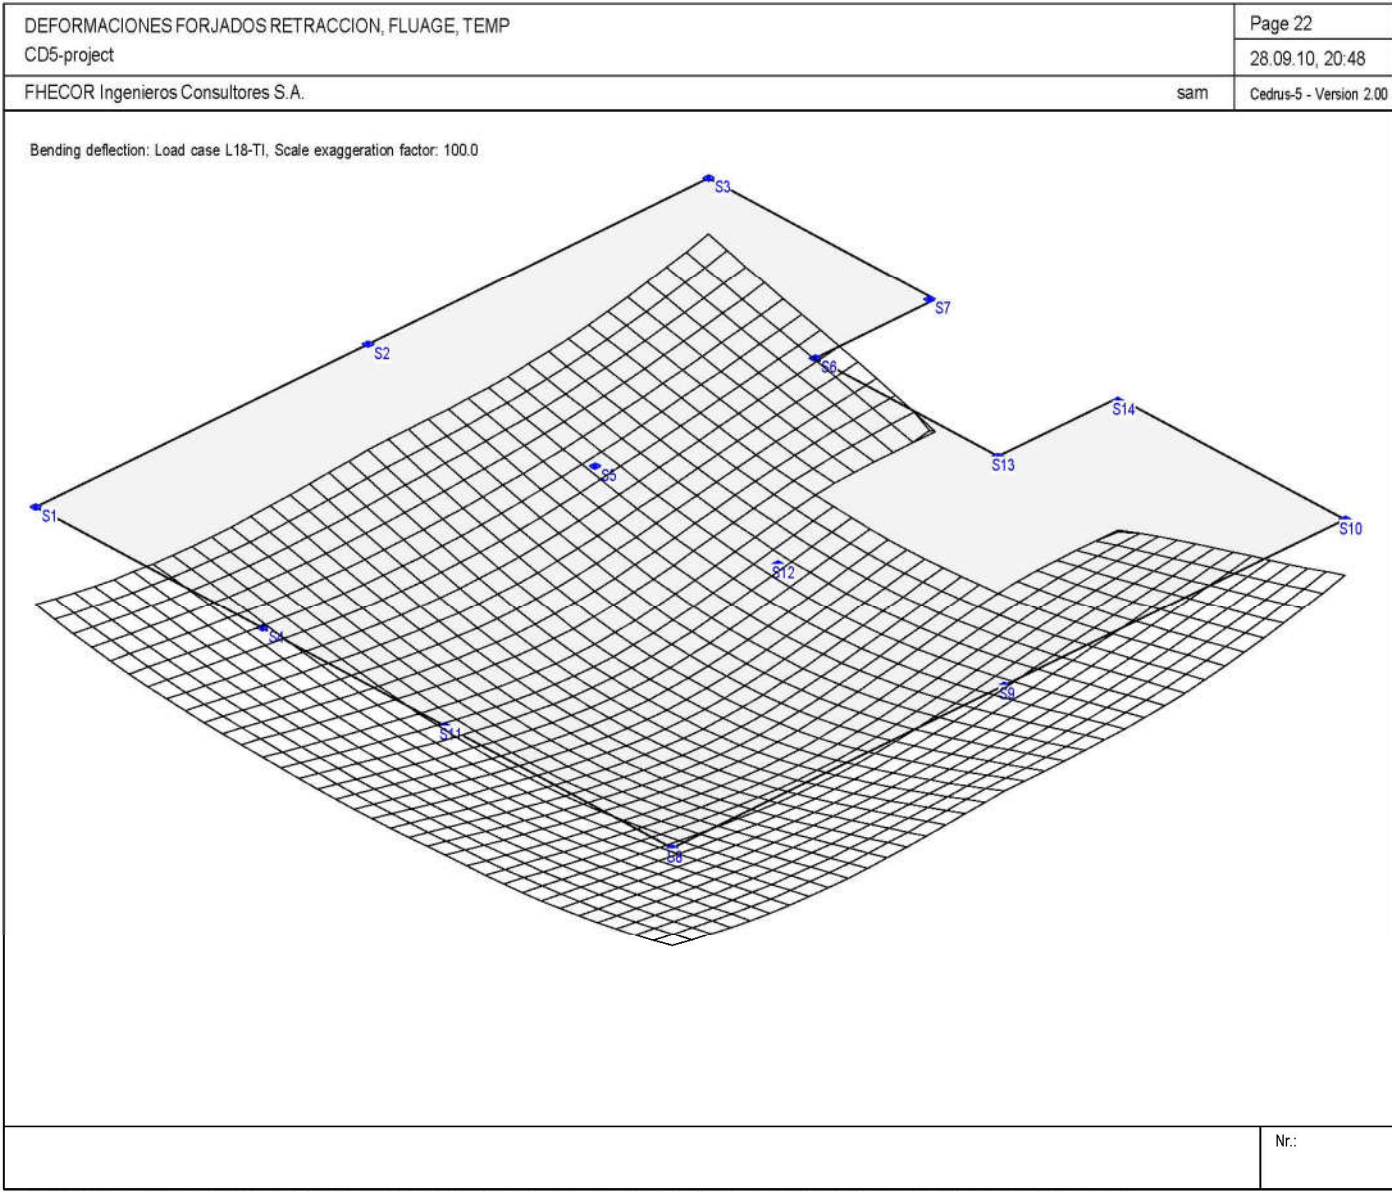 DEFORMACIONES FORJADOS RETRACCION, FLUAGE, TEMP
Page 22
CD5-project
28.09.10, 20:48
FHECOR Ingenieros Consultores S.A.
sam
Cedrus-5 - Version 2.00
Bending deflection: Load case L18-TI, Scale exaggeration factor: 100.0
S3
S7
S2
S6
S14
S13
S5
S1
S10
S12
S4
S9
S11
S8
Nr.: